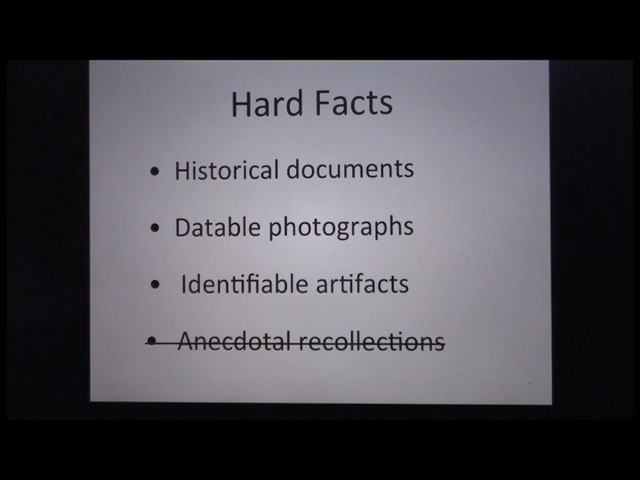 Hard Facts
• Historical documents
• Datable photographs
• Identifiable artifacts
• Anecdotal recollections